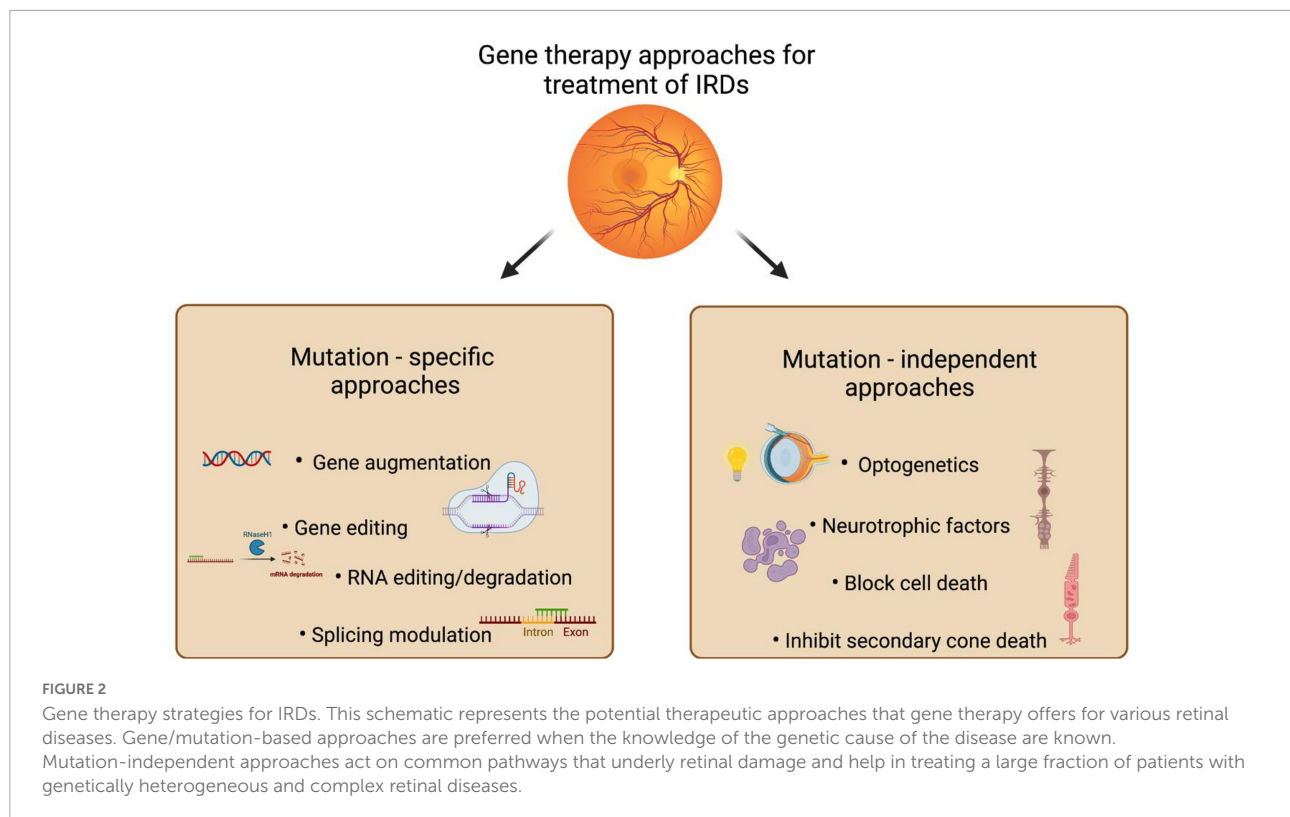 Gene therapy approaches for
treatment of IRDs
Mutation - specific
approaches
• Gene augmentation
• Gene editing
RNaseH1
mRNA degradation
• RNA editing/degradation
• Splicing modulation
Intron Exon
Mutation - independent
approaches
• Optogenetics
• Neurotrophic factors
• Block cell death
• Inhibit secondary cone death
FIGURE 2
Gene therapy strategies for IRDs. This schematic represents the potential therapeutic approaches that gene therapy offers for various retinal
diseases. Gene/mutation-based approaches are preferred when the knowledge of the genetic cause of the disease are known.
Mutation-independent approaches act on common pathways that underly retinal damage and help in treating a large fraction of patients with
genetically heterogeneous and complex retinal diseases.